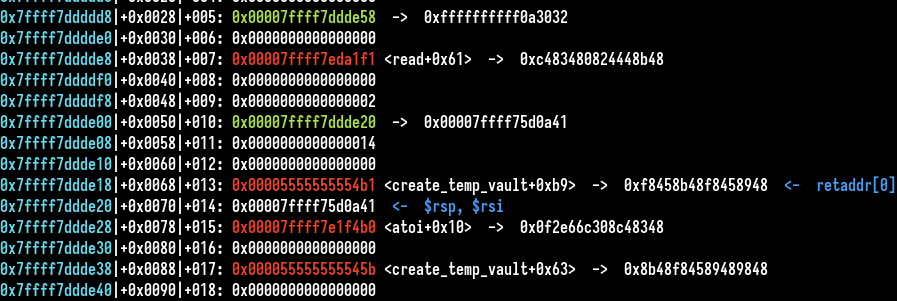 0x7ffff7ddddd8|+0x0028|+005: 0x00007ffff7ddde58 -> 0xffffffffff0a3032
0x7ffff7dddde0|+0x0030|+006: 0x0000000000000000
0x7ffff7dddde8|+0x0038|+007: 0x00007ffff7eda1f1 <read+0x61> -> 0xc483480824448b48
0x7ffff7ddddf0|+0x0040|+008: 0x0000000000000000
0x7ffff7ddddf8|+0x0048|+009: 0x0000000000000002
0x7ffff7ddde00|+0x0050|+010: 0x00007ffff7ddde20 -> 0x00007ffff75d0a41
0x7ffff7ddde08|+0x0058|+011: 0x0000000000000014
0x7ffff7ddde10|+0x0060|+012: 0x0000000000000000
0x7ffff7ddde18|+0x0068|+013: 0x00005555555554b1 <create_temp_vault+0xb9> -> 0xf8458b48f8458948 <- retaddr[0]
0x7ffff7ddde20|+0x0070|+014: 0x00007ffff75d0a41 <- $rsp, $rsi
0x7ffff7ddde28|+0x0078|+015: 0x00007ffff7e1f4b0 <atoi+0x10> -> 0x0f2e66c308c48348
0x7ffff7ddde30|+0x0080|+016: 0x0000000000000000
0x7ffff7ddde38|+0x0088|+017: 0x000055555555545b <create_temp_vault+0x63> -> 0x8b48f84589489848
0x7ffff7ddde40|+0x0090|+018: 0x0000000000000000